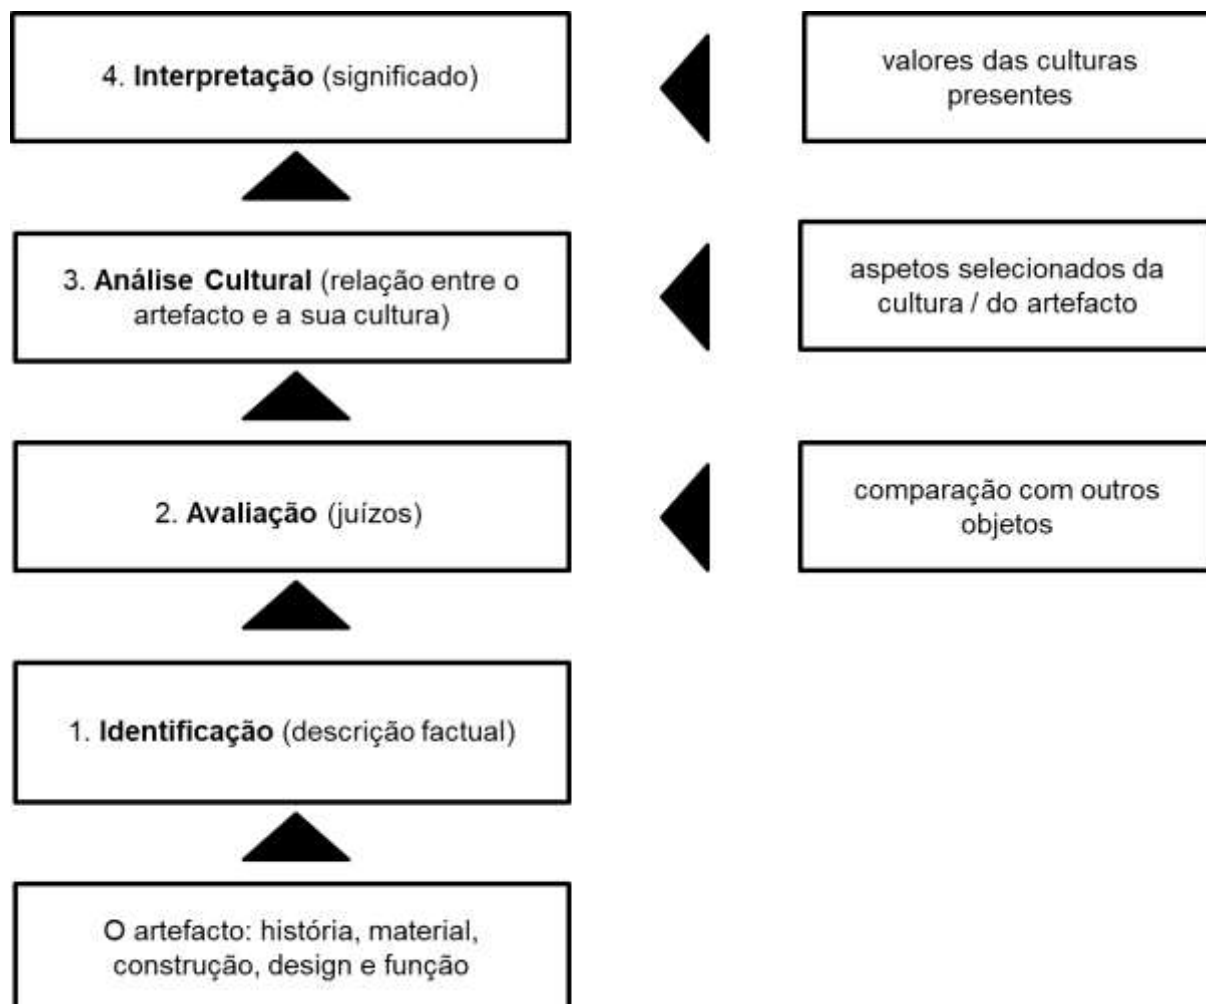 4. Interpretação (significado)
valores das culturas
presentes
3. Análise Cultural (relação entre o
artefacto e a sua cultura)
aspetos selecionados da
cultura / do artefacto
2. Avaliação (juízos)
comparação com outros
objetos
1. Identificação (descrição factual)
O artefacto: história, material,
construção, design e função